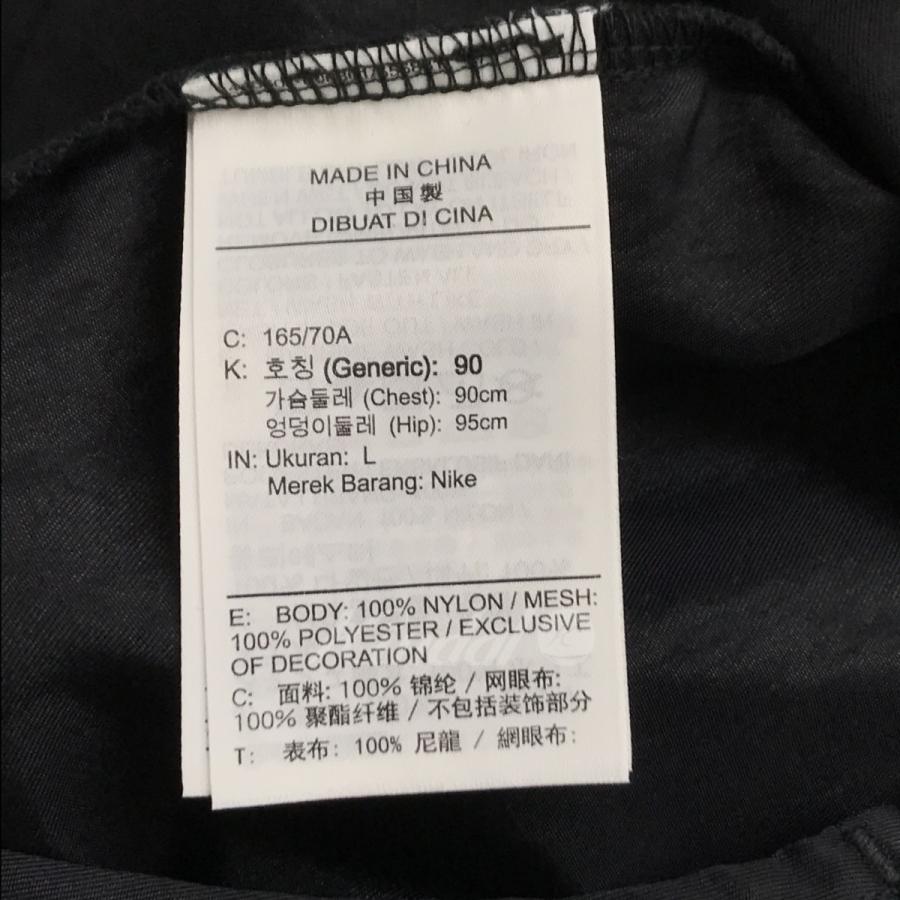 MADE IN CHINA
中国製
DIBUAT DI CINA
C: 165/70A
K: 호칭 (Generic): 90
가슴둘레 (Chest): 90cm
엉덩이둘레 (Hip): 95cm
IN: Ukuran: L
Merek Barang: Nike
E: BODY: 100% NYLON / MESH:
100% POLYESTER / EXCLUSIVE
OF DECORATION
C: 面料: 100% 锦纶 / 网眼布:
100% 聚酯纤维 / 不包括装饰部分
T: 表布: 100% 尼龍 / 網眼布: